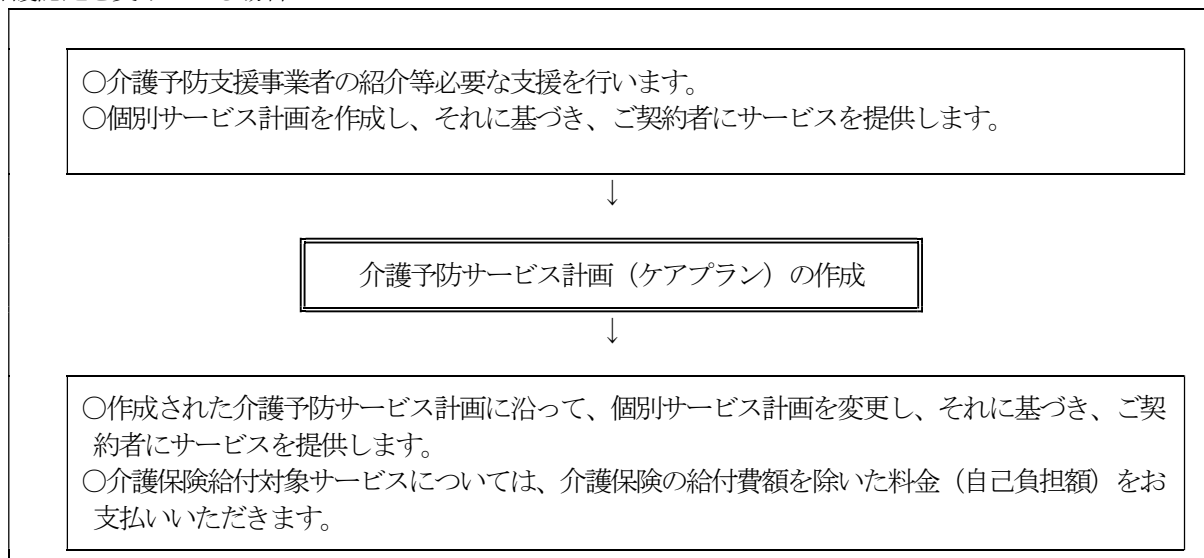 ○介護予防支援事業者の紹介等必要な支援を行います。
○個別サービス計画を作成し、それに基づき、ご契約者にサービスを提供します。
↓
介護予防サービス計画(ケアプラン)の作成
↓
○作成された介護予防サービス計画に沿って、個別サービス計画を変更し、それに基づき、ご契
約者にサービスを提供します。
○介護保険給付対象サービスについては、介護保険の給付費額を除いた料金(自己負担額)をお
支払いいただきます。